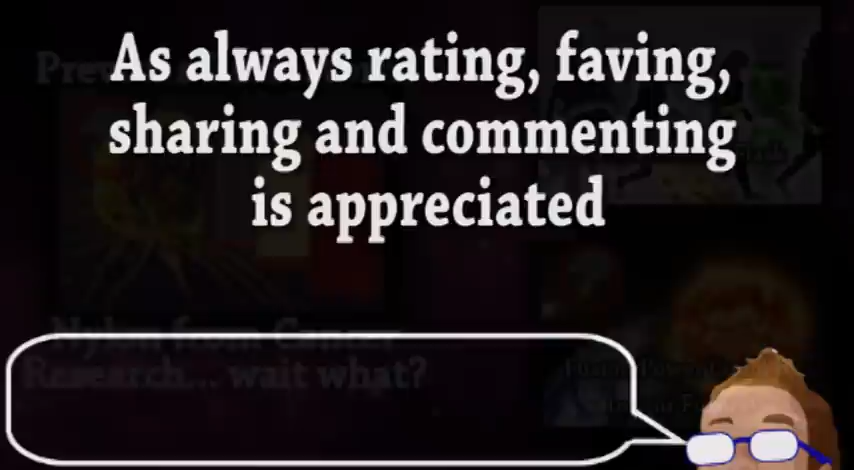 As always rating, faving,
sharing and commenting
is appreciated
Nylon from Cancer
Research... wait what?